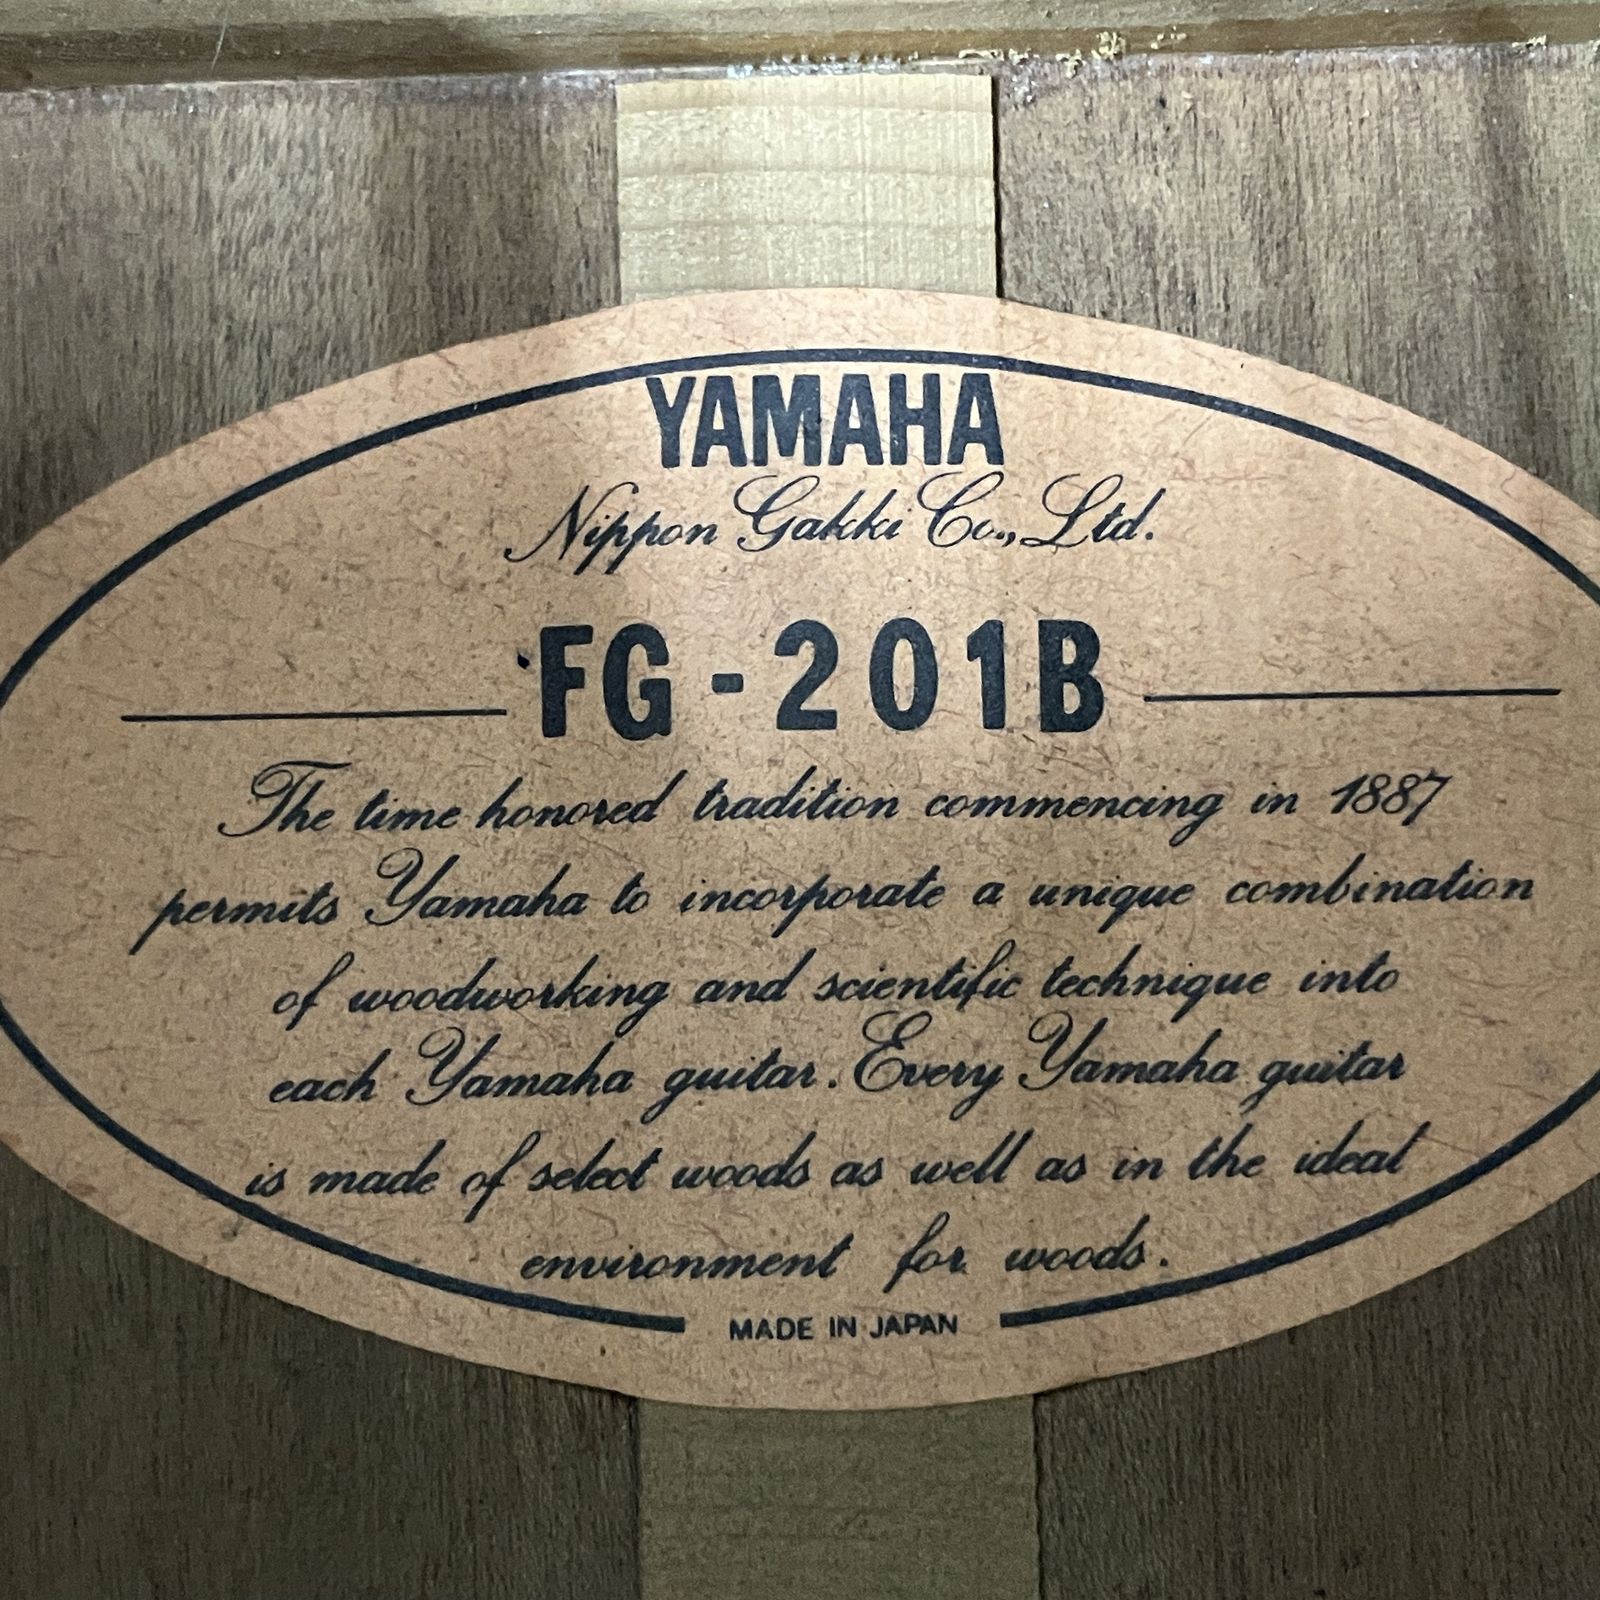 YAMAHA
Nippon Gakki Co., Ltd.
FG-201B
The time honored tradition commencing in 1887
permits Yamaha to incorporate a unique combination
of woodworking and scientific technique into
each Yamaha guitar. Every Yamaha guitar
is made of select woods as well as in the ideal
environment for woods.
MADE IN JAPAN